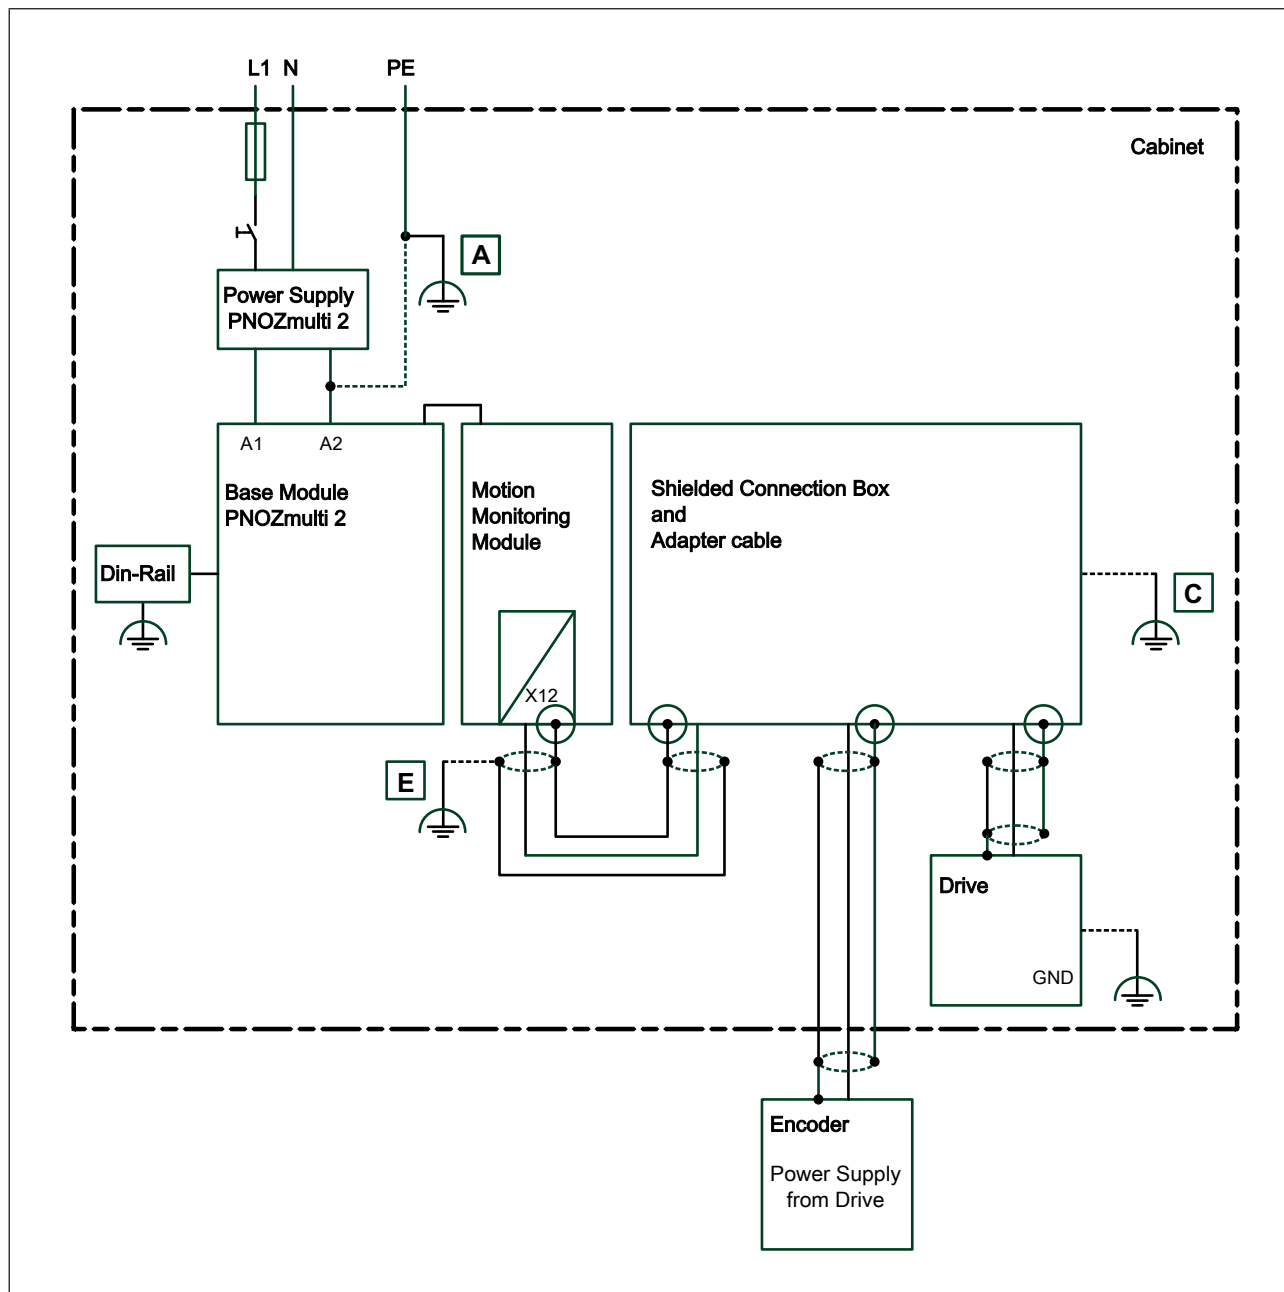 L1 N PE
Cabinet
A
Power Supply
PNOZmulti 2
A1 A2
Base Module
PNOZmulti 2
Motion
Monitoring
Module
Shielded Connection Box
and
Adapter cable
Din-Rail
C
X12
E
Drive
GND
Encoder
Power Supply
from Drive